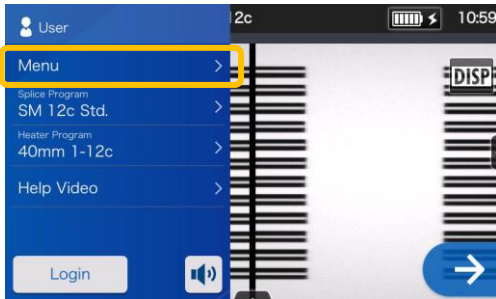 User
12c
10:59
Menu
DISP
Splice Program
SM 12c Std.
Heater Program
40mm 1-12c
Help Video
Login